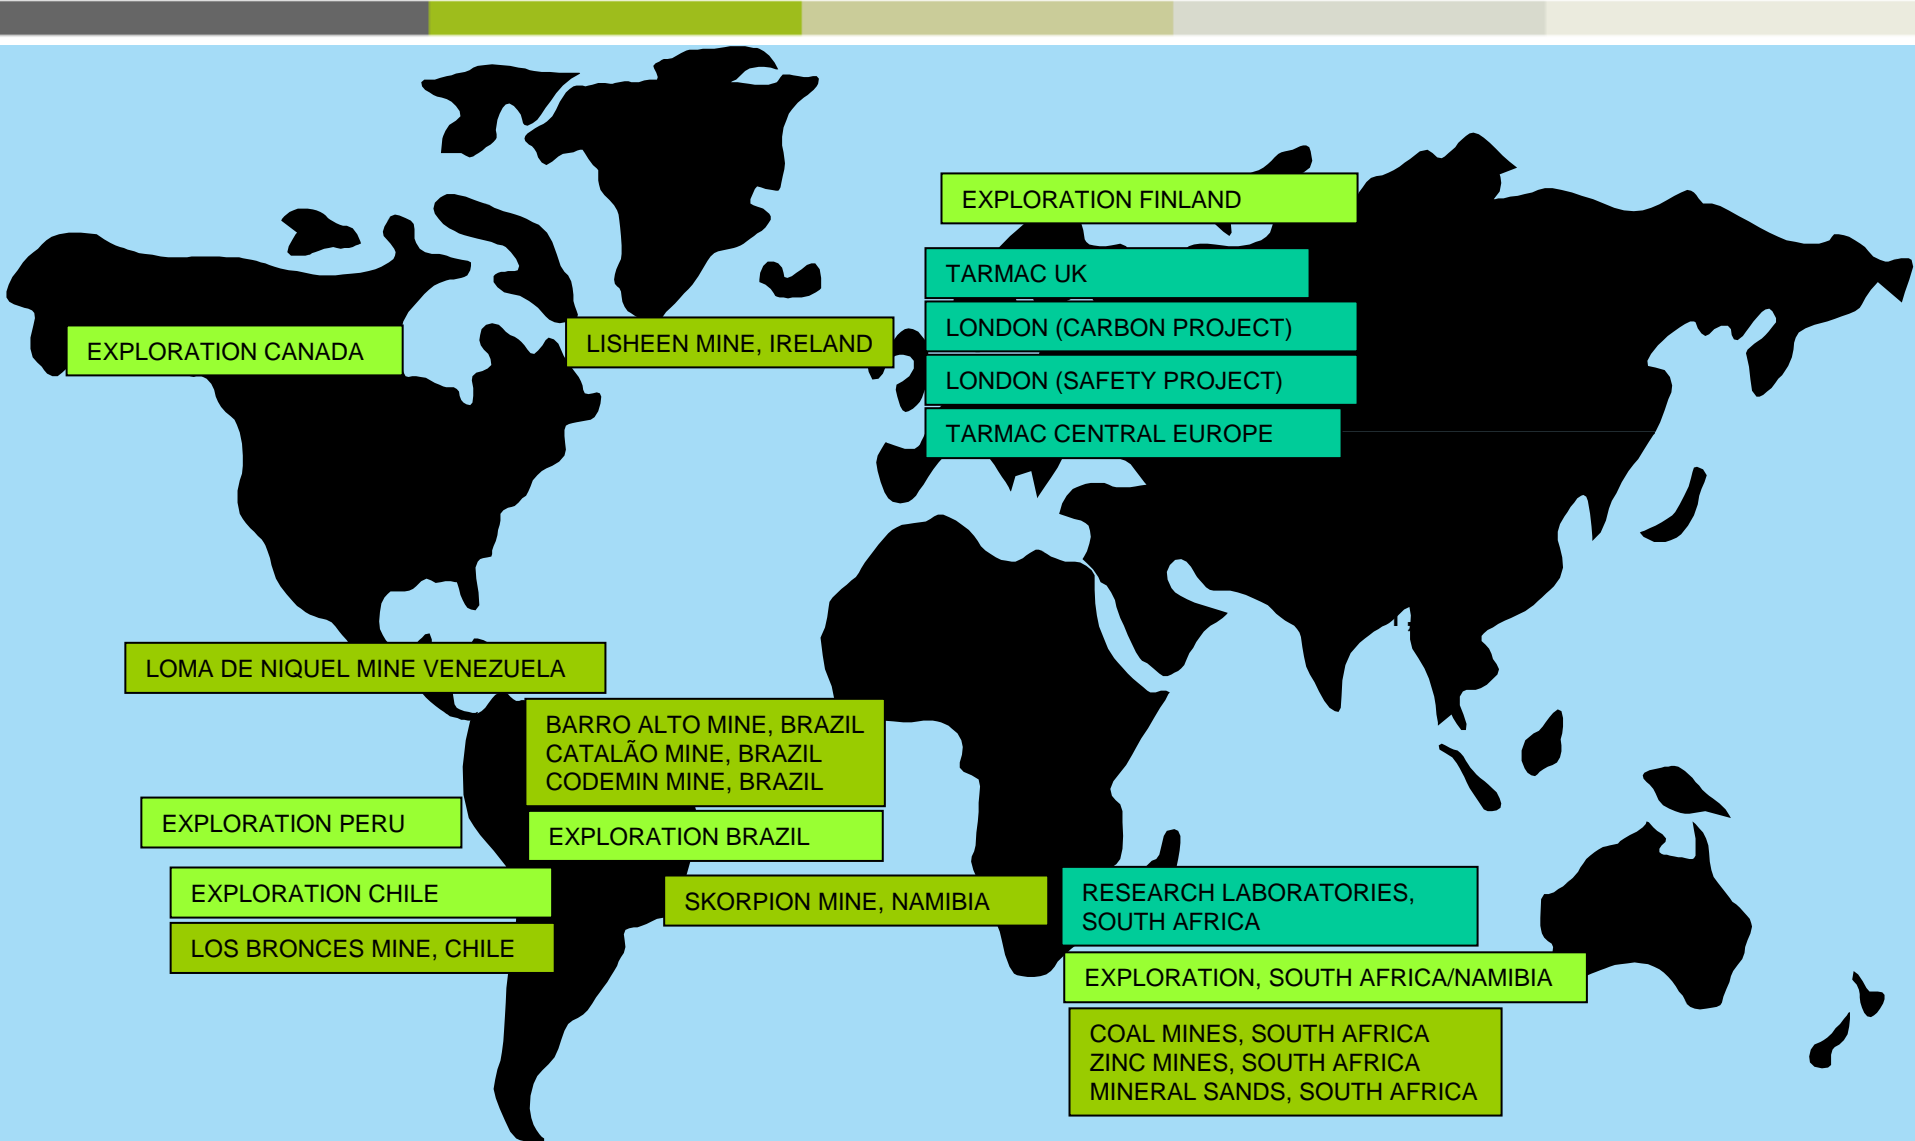 EXPLORATION FINLAND
TARMAC UK
LONDON (CARBON PROJECT)
LISHEEN MINE, IRELAND
EXPLORATION CANADA
LONDON (SAFETY PROJECT)
TARMAC CENTRAL EUROPE
LOMA DE NIQUEL MINE VENEZUELA
BARRO ALTO MINE, BRAZIL
CATALÃO MINE, BRAZIL
CODEMIN MINE, BRAZIL
EXPLORATION PERU
EXPLORATION BRAZIL
EXPLORATION CHILE
SKORPION MINE, NAMIBIA
RESEARCH LABORATORIES,
SOUTH AFRICA
LOS BRONCES MINE, CHILE
EXPLORATION, SOUTH AFRICA/NAMIBIA
COAL MINES, SOUTH AFRICA
ZINC MINES, SOUTH AFRICA
MINERAL SANDS, SOUTH AFRICA